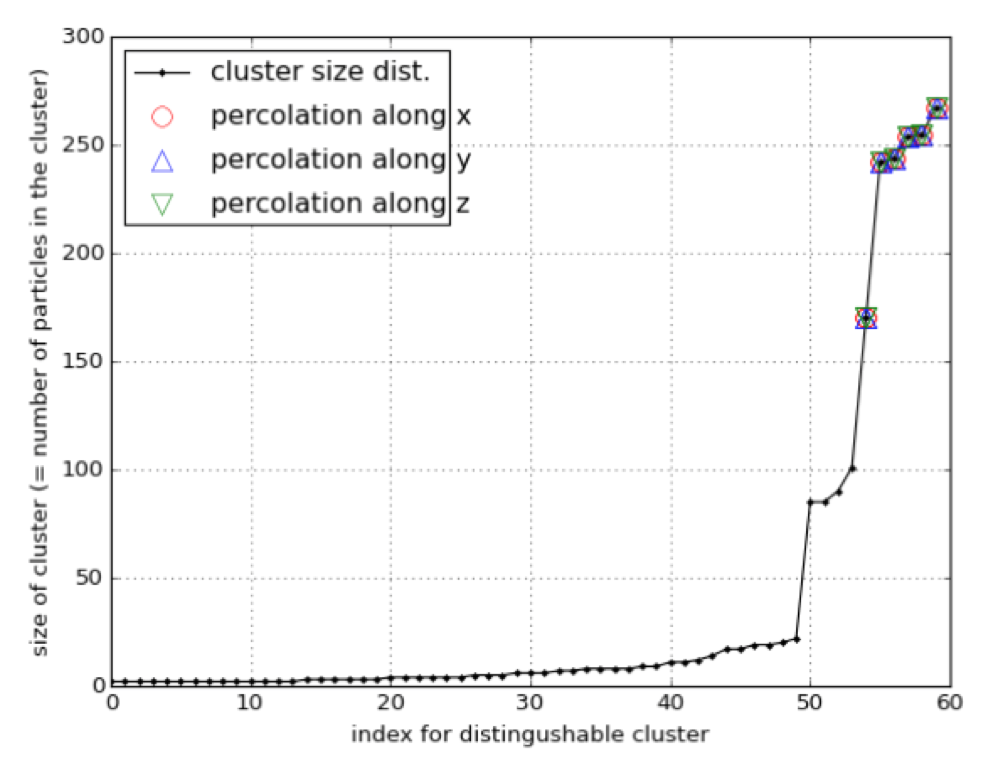 300
250
200
150
100
50
0
size of cluster (= number of particles in the cluster)
cluster size dist.
percolation along x
percolation along y
percolation along z
0 10 20 30 40 50 60
index for distingushable cluster